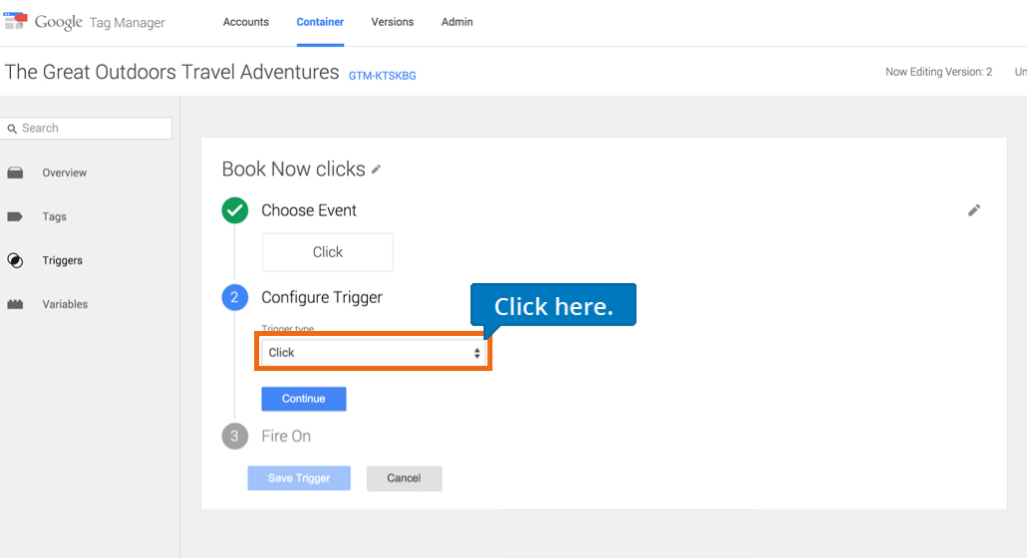 Google Tag Manager Accounts Container Versions Admin
The Great Outdoors Travel Adventures GTM-KTSKBG Now Editing Version: 2 Un
Search
Overview
Tags
Triggers
Variables
Book Now clicks
Choose Event
Click
2 Configure Trigger
Click here.
Trigger type
Click
Continue
3 Fire On
Save Trigger Cancel